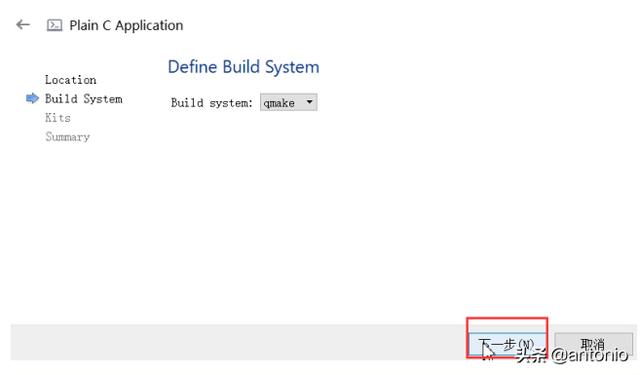 Plain C Application
Define Build System
Location
Build System
Kits
Summary
Build system: qmake
下一步(N) 取消
头条 @antonio